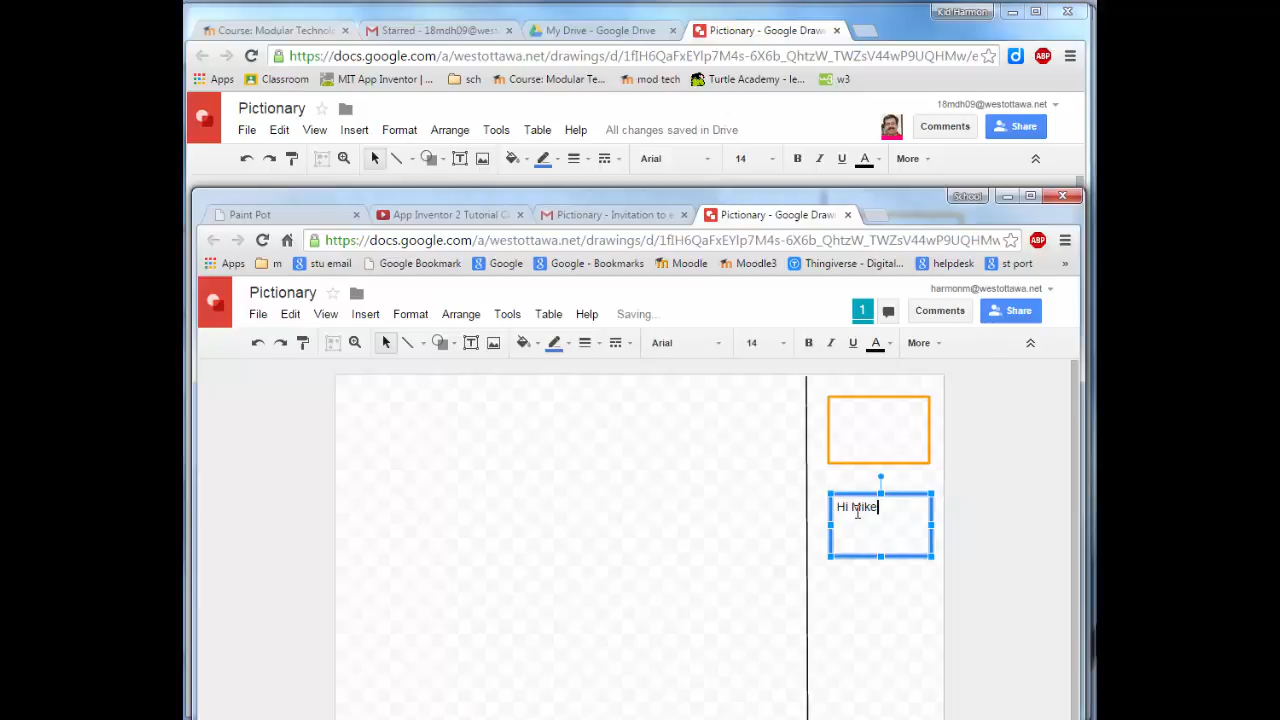 Kid Harmon
Course: Modular Technol
Starred - 18mdh09@wes
My Drive - Google Drive
Pictionary - Google Draw
https://docs.google.com/a/westottawa.net/drawings/d/1flH6QaFxEYlp7M4s-6X6b_QhtzW_TWZsV44wP9UQHMw/e
Apps Classroom MIT App Inventor | ... sch Course: Modular Te... mod tech Turtle Academy - le... w3
Pictionary
18mdh09@westottawa.net
File Edit View Insert Format Arrange Tools Table Help All changes saved in Drive
Comments Share
Arial 14 B I U A More
School
Paint Pot
App Inventor 2 Tutorial C
Pictionary - Invitation to e
Pictionary - Google Draw
ABP
https://docs.google.com/a/westottawa.net/drawings/d/1flH6QaFxEYlp7M4s-6X6b_QhtzW_TWZsV44wP9UQHMw
Apps m stu email Google Bookmark Google Google - Bookmarks Moodle Moodle3 Thingiverse - Digital... helpdesk st port »
Pictionary
harmonm@westottawa.net
File Edit View Insert Format Arrange Tools Table Help Saving...
1 Comments Share
Arial 14 B I U A More
Hi Mike